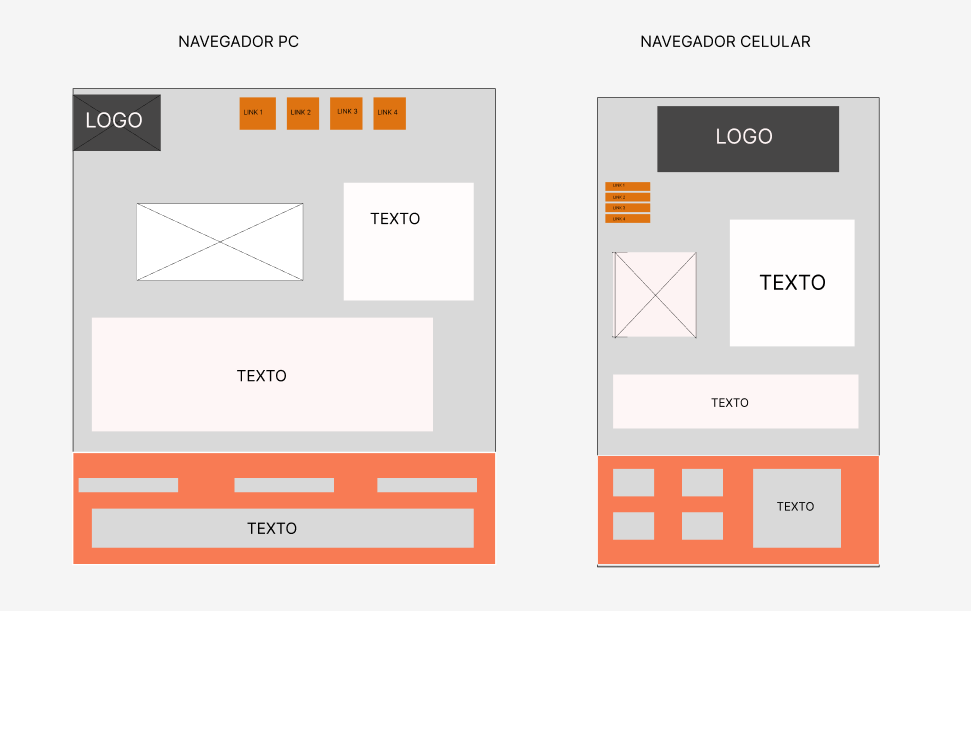 NAVEGADOR PC
LOGO
LINK 1
LINK 2
LINK 3
LINK 4
TEXTO
TEXTO
TEXTO
NAVEGADOR CELULAR
LOGO
LINK 1
LINK 2
LINK 3
LINK 4
TEXTO
TEXTO
TEXTO